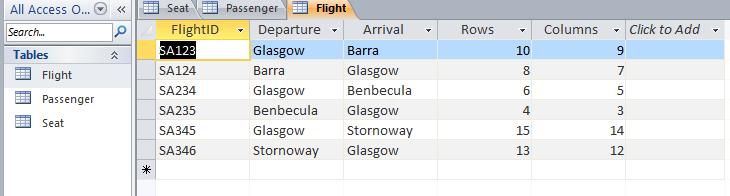 All Access O...
Search...
Tables
Flight
Passenger
Seat
Seat Passenger Flight
FlightID Departure Arrival Rows Columns Click to Add
SA123 Glasgow Barra 10 9
SA124 Barra Glasgow 8 7
SA234 Glasgow Benbecula 6 5
SA235 Benbecula Glasgow 4 3
SA345 Glasgow Stornoway 15 14
SA346 Stornoway Glasgow 13 12